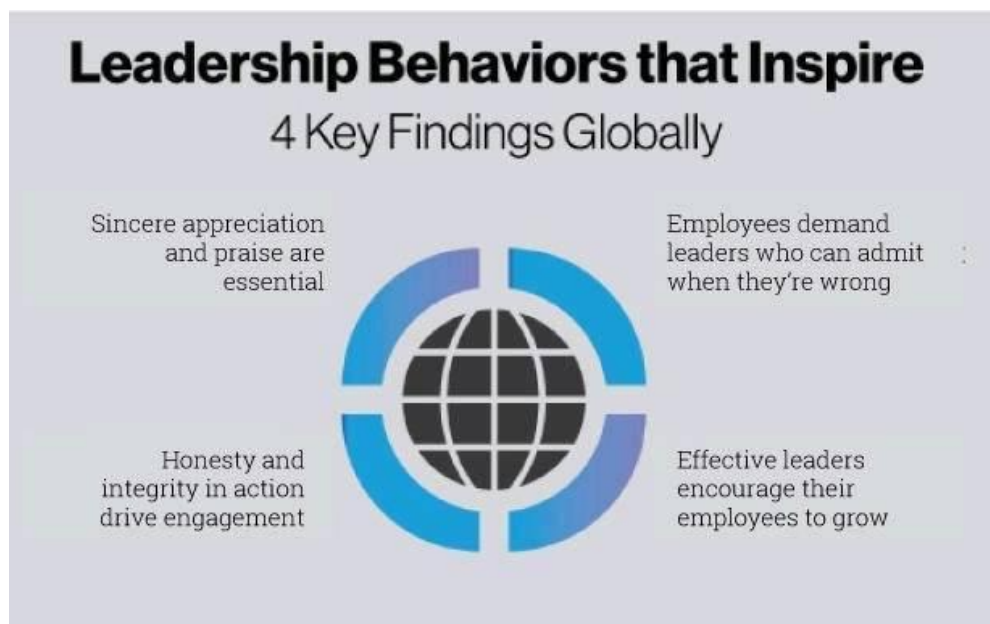 Leadership Behaviors that Inspire
4 Key Findings Globally
Sincere appreciation
and praise are
essential
Employees demand
leaders who can admit
when they're wrong
Honesty and
integrity in action
drive engagement
Effective leaders
encourage their
employees to grow